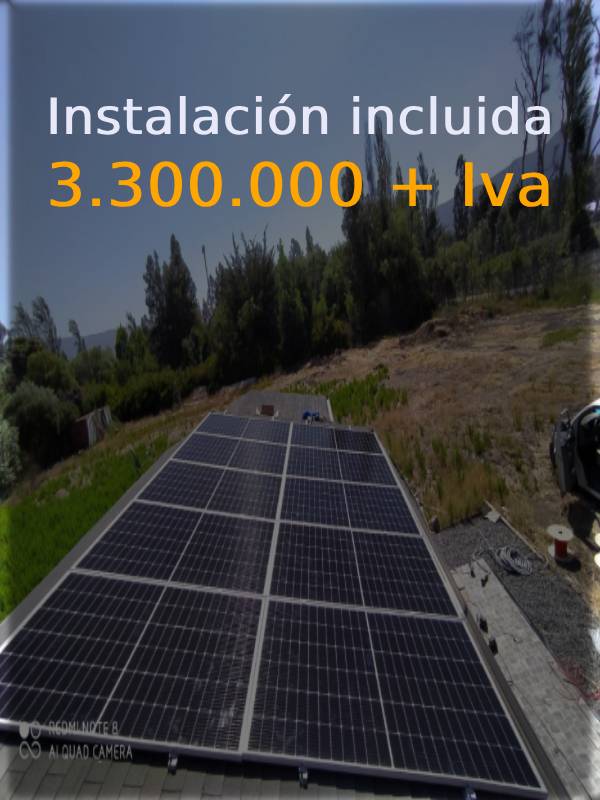 Instalación incluida
3.300.000 + Iva
REDMI NOTE 8
AI QUAD CAMERA